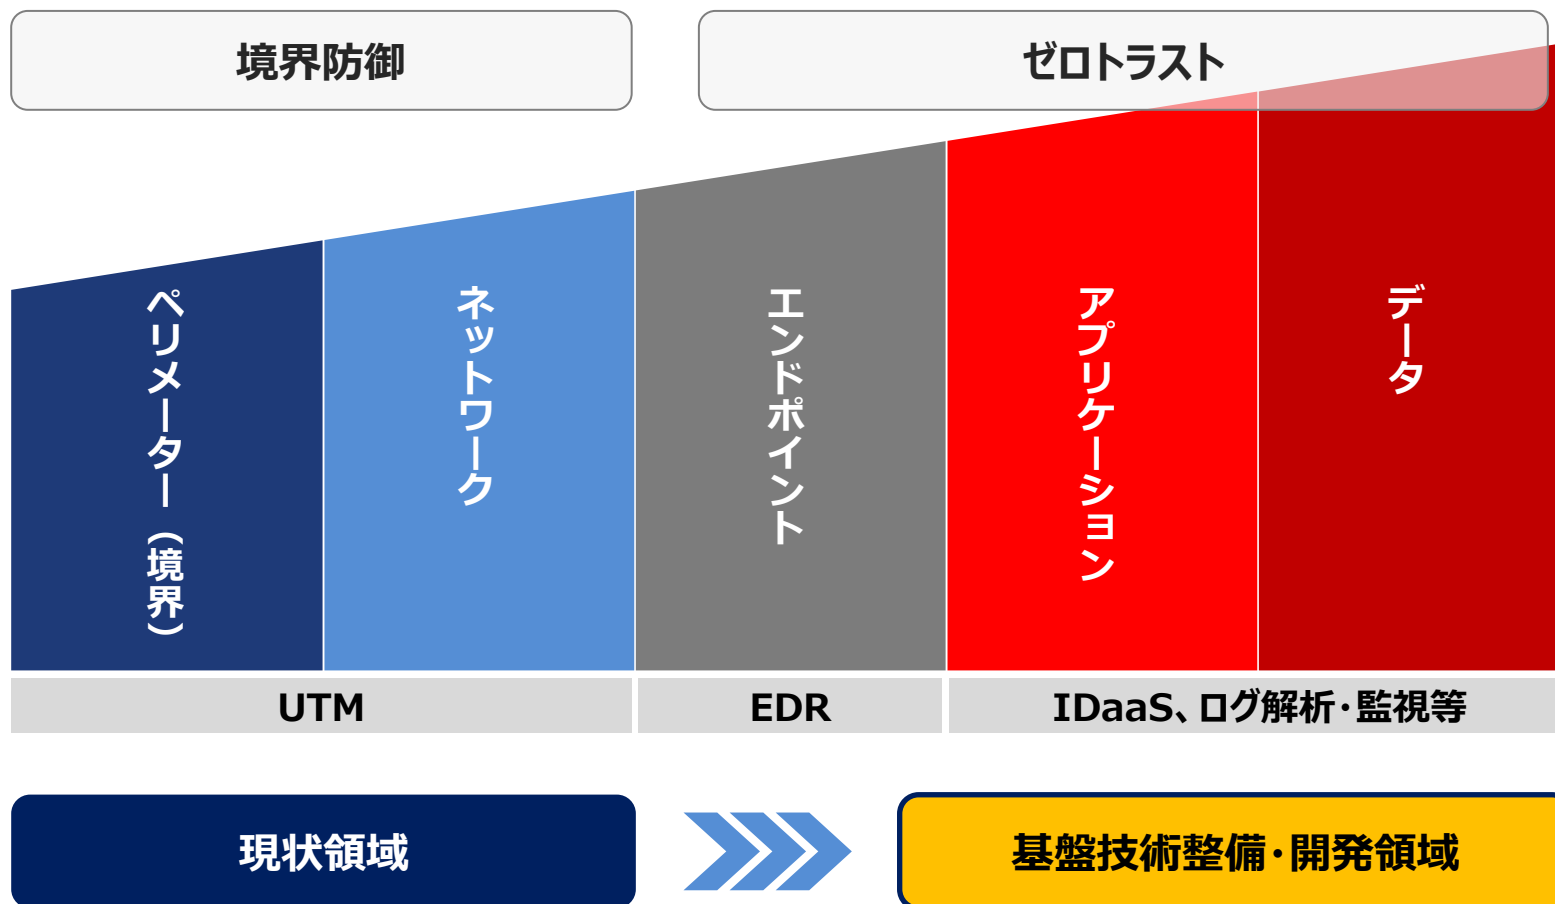 境界防御
ゼロトラスト
ペリメーター（境界）
ネットワーク
エンドポイント
アプリケーション
データ
UTM
EDR
IDaaS、ログ解析・監視等
現状領域
基盤技術整備・開発領域